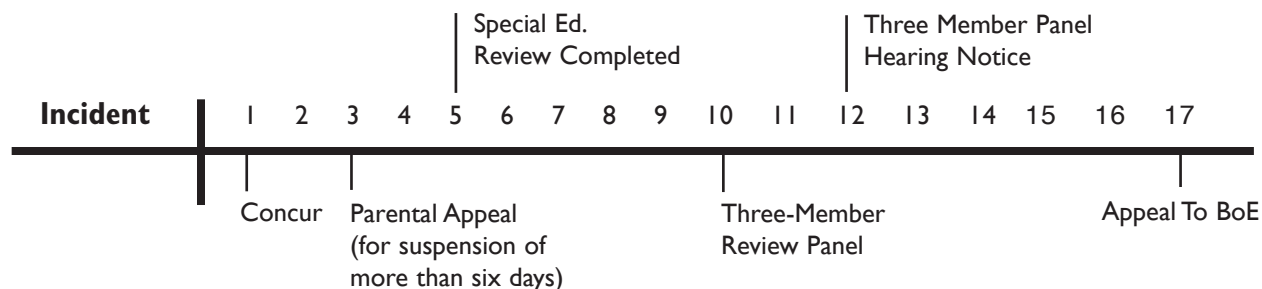 Special Ed.
Review Completed
Three Member Panel
Hearing Notice
Incident 1 2 3 4 5 6 7 8 9 10 11 12 13 14 15 16 17
Concur
Parental Appeal
(for suspension of
more than six days)
Three-Member
Review Panel
Appeal To BoE